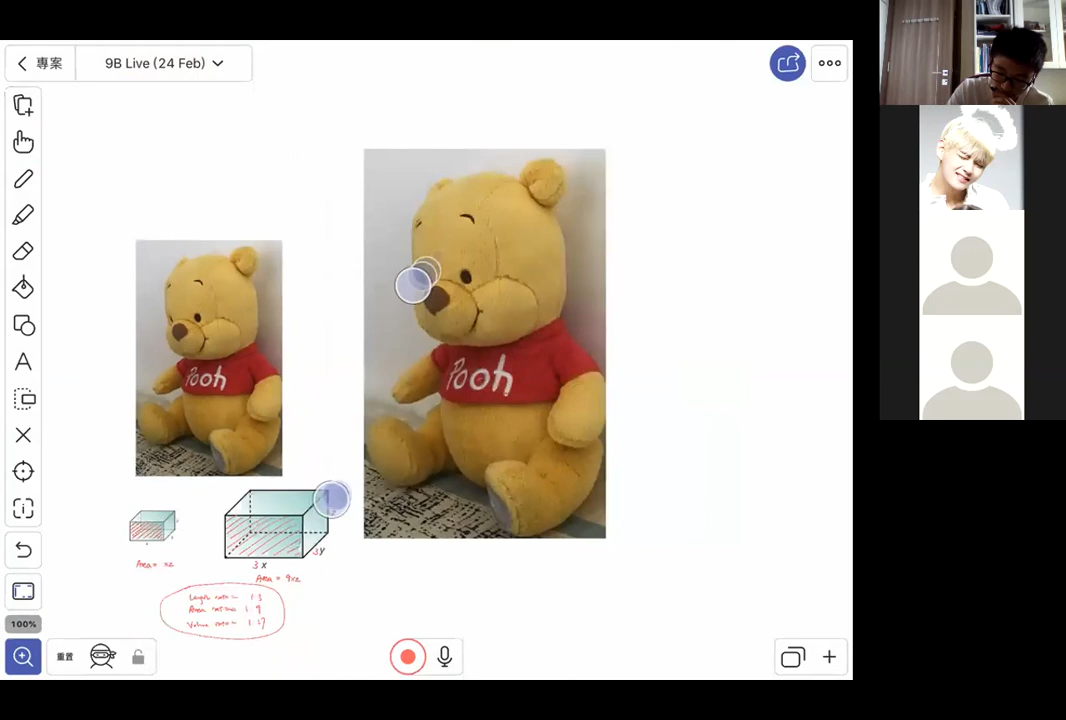 專案
9B Live (24 Feb)
Pooh
Pooh
3 x
3y
Area = xz
Area = 9xz
Length ratio = 1:3
Area ratio = 1:9
Volume ratio = 1:27
100%
重置